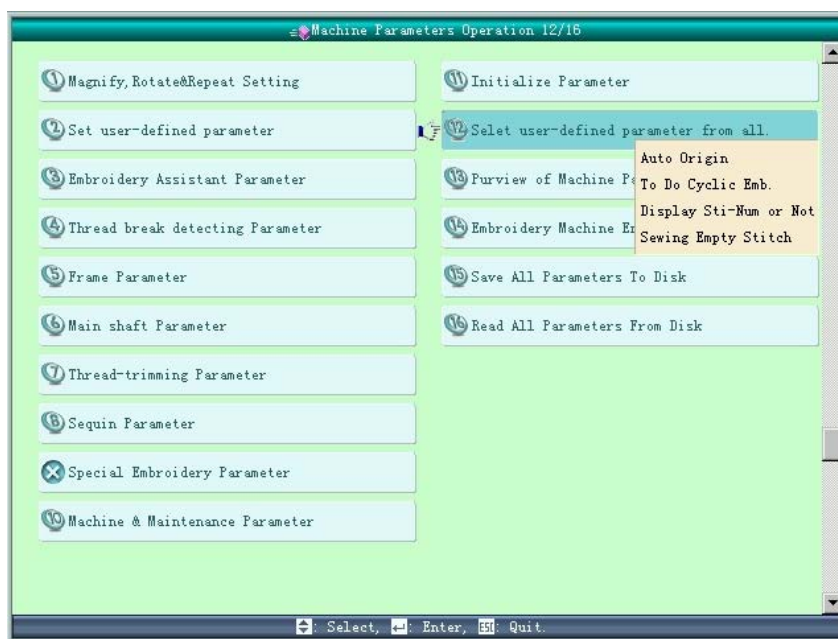 Machine Parameters Operation 12/16
1 Magnify, Rotate&Repeat Setting
2 Set user-defined parameter
3 Embroidery Assistant Parameter
4 Thread break detecting Parameter
5 Frame Parameter
6 Main shaft Parameter
7 Thread-trimming Parameter
8 Sequin Parameter
Special Embroidery Parameter
10 Machine & Maintenance Parameter
11 Initialize Parameter
12 Selet user-defined parameter from all.
Auto Origin
To Do Cyclic Emb.
Display Sti-Num or Not
Sewing Empty Stitch
13 Purview of Machine
14 Embroidery Machine
15 Save All Parameters To Disk
16 Read All Parameters From Disk
: Select, : Enter, ESC: Quit.